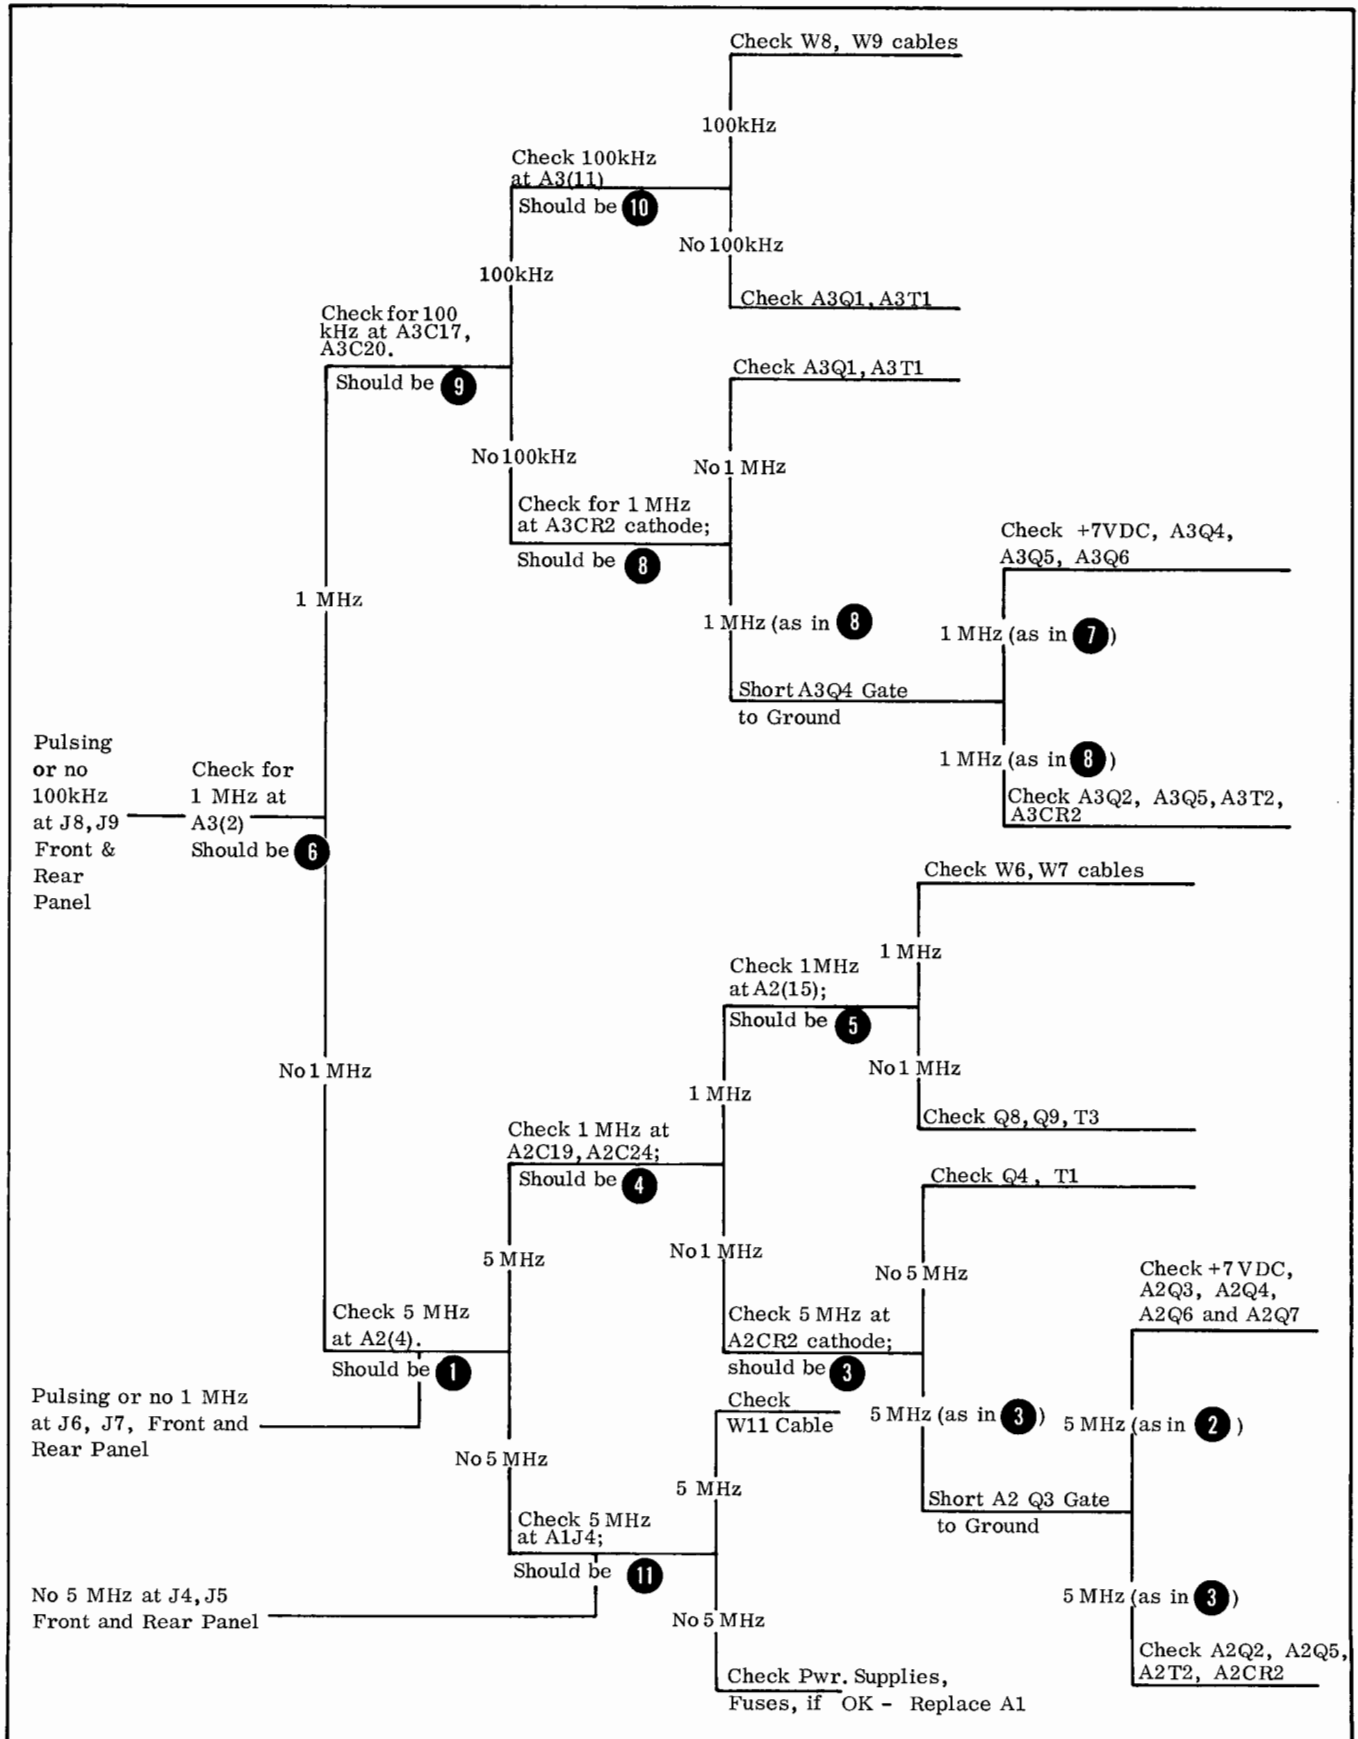 Check W8, W9 cables
100kHz
Check 100kHz
at A3(11)
Should be 10
No 100kHz
100kHz
Check A3Q1, A3T1
Check for 100
kHz at A3C17,
A3C20.
Should be 9
Check A3Q1, A3T1
No 100kHz
No 1 MHz
Check for 1 MHz
at A3CR2 cathode;
Should be 8
Check +7VDC, A3Q4,
A3Q5, A3Q6
1 MHz
1 MHz (as in 8
1 MHz (as in 7)
Short A3Q4 Gate
to Ground
1 MHz (as in 8)
Check A3Q2, A3Q5, A3T2,
A3CR2
Pulsing
or no
100kHz
at J8, J9
Front &
Rear
Panel
Check for
1 MHz at
A3(2)
Should be 6
Check W6, W7 cables
1 MHz
Check 1MHz
at A2(15);
Should be 5
No 1 MHz
No 1 MHz
1 MHz
Check Q8, Q9, T3
Check 1 MHz at
A2C19, A2C24;
Should be 4
Check Q4, T1
5 MHz
No 1 MHz
No 5 MHz
Check +7VDC,
A2Q3, A2Q4,
A2Q6 and A2Q7
Check 5 MHz
at A2(4).
Should be 1
Check 5 MHz at
A2CR2 cathode;
should be 3
Pulsing or no 1 MHz
at J6, J7, Front and
Rear Panel
Check
W11 Cable
5 MHz (as in 3)
5 MHz (as in 2)
No 5 MHz
5 MHz
Short A2 Q3 Gate
to Ground
Check 5 MHz
at A1J4;
Should be 11
No 5 MHz at J4, J5
Front and Rear Panel
5 MHz (as in 3)
No 5 MHz
Check A2Q2, A2Q5,
A2T2, A2CR2
Check Pwr. Supplies,
Fuses, if OK - Replace A1